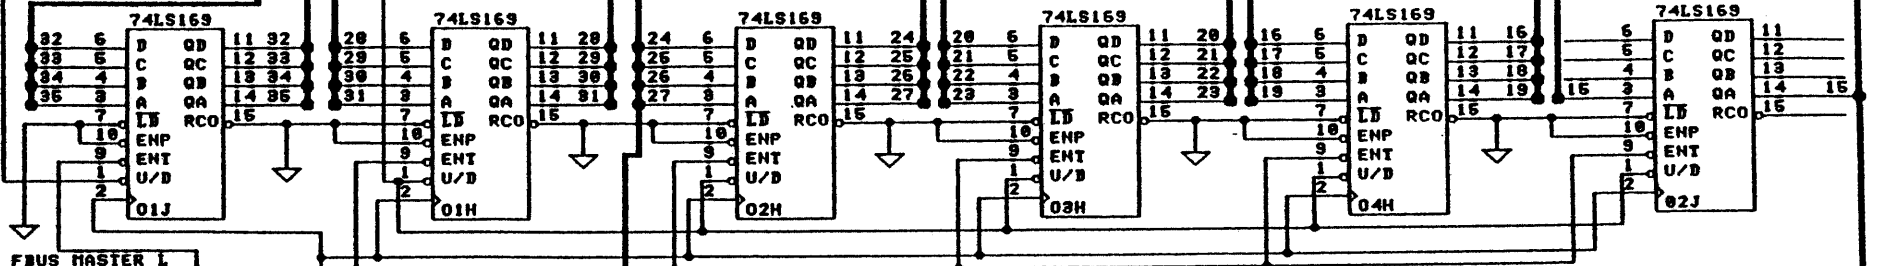 74LS169 74LS169 74LS169 74LS169 74LS169 74LS169
32 6 D QD 11 32 28 6 D QD 11 28 24 6 D QD 11 24 20 6 D QD 11 20 16 6 D QD 11 16 6 D QD 11
33 5 C QC 12 33 29 5 C QC 12 29 25 5 C QC 12 25 21 5 C QC 12 21 17 5 C QC 12 17 5 C QC 12
34 4 B QB 13 34 30 4 B QB 13 30 26 4 B QB 13 26 22 4 B QB 13 22 18 4 B QB 13 18 4 B QB 13
35 3 A QA 14 35 31 3 A QA 14 31 27 3 A QA 14 27 23 3 A QA 14 23 19 3 A QA 14 19 15 3 A QA 14 15
7 LD RCO 15 7 LD RCO 15 7 LD RCO 15 7 LD RCO 15 7 LD RCO 15 7 LD RCO 15
10 ENP 10 ENP 10 ENP 10 ENP 10 ENP 10 ENP
9 ENT 9 ENT 9 ENT 9 ENT 9 ENT 9 ENT
1 U/D 1 U/D 1 U/D 1 U/D 1 U/D 1 U/D
2 2 2 2 2 2
01J 01H 02H 03H 04H 02J
FBUS MASTER L